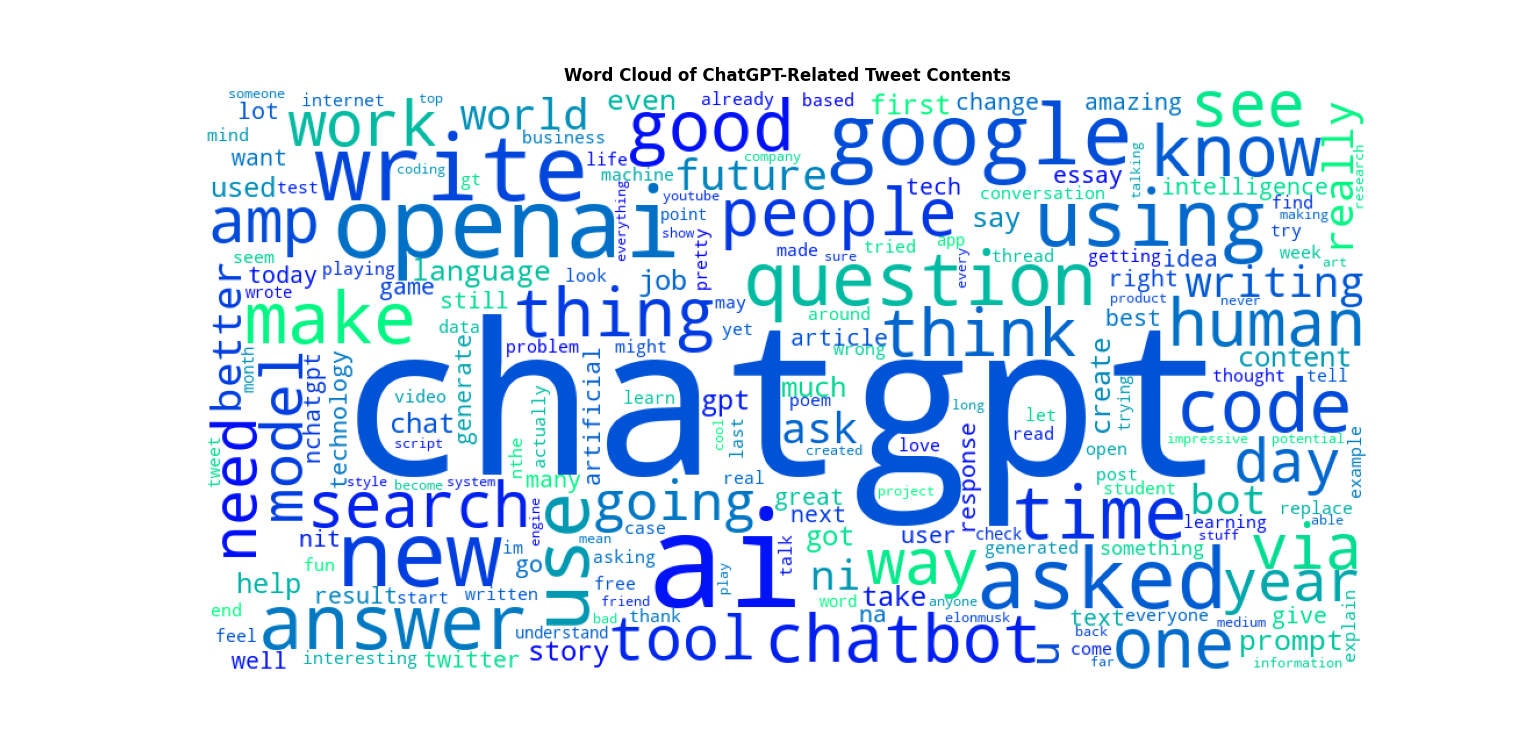 Word Cloud of ChatGPT-Related Tweet Contents
someone
lot
internet
top
world
even
already
based
first
change
amazing
see
mind
work
business
good
google
know
really
want
coding
write
life
company
talking
research
used
test
gt
machine
future
tech
essay
conversation
intelligence
amp
openai
everything
youtube
point
show
people
say
using
find
making
try
seem
today
playing
language
look
job
pretty
made
sure
tried
app
every
thread
getting
idea
week
art
wrote
game
still
thing
may
question
right
writing
better
make
data
yet
around
article
think
product
never
best
human
month
problem
might
wrong
content
model
nchatgpt
technology
video
generate
chatgpt
artificial
learn
gpt
much
poem
long
let
create
trying
thought
tell
code
chat
script
actually
nthe
cool
last
ask
created
love
read
open
impressive
potential
tweet
need
style
become
system
many
real
great
project
response
post
student
day
example
search
engine
use
going
case
next
time
bot
replace
learning
able
stuff
nit
new
im
go
mean
asking
talk
got
user
check
generated
something
via
fun
help
result
start
written
free
ai
play
ni
way
asked
year
end
friend
word
take
anyone
feel
answer
bad
thank
understand
na
elonmusk
text
everyone
medium
give
explain
well
interesting
twitter
story
tool
chatbot
u
back
come
far
one
prompt
information